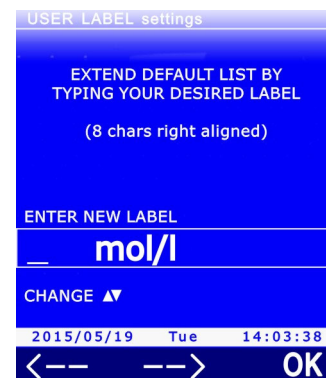 USER LABEL settings
EXTEND DEFAULT LIST BY
TYPING YOUR DESIRED LABEL
(8 chars right aligned)
ENTER NEW LABEL
_ mol/l
CHANGE ▲▼
2015/05/19 Tue 14:03:38
<-- --> OK